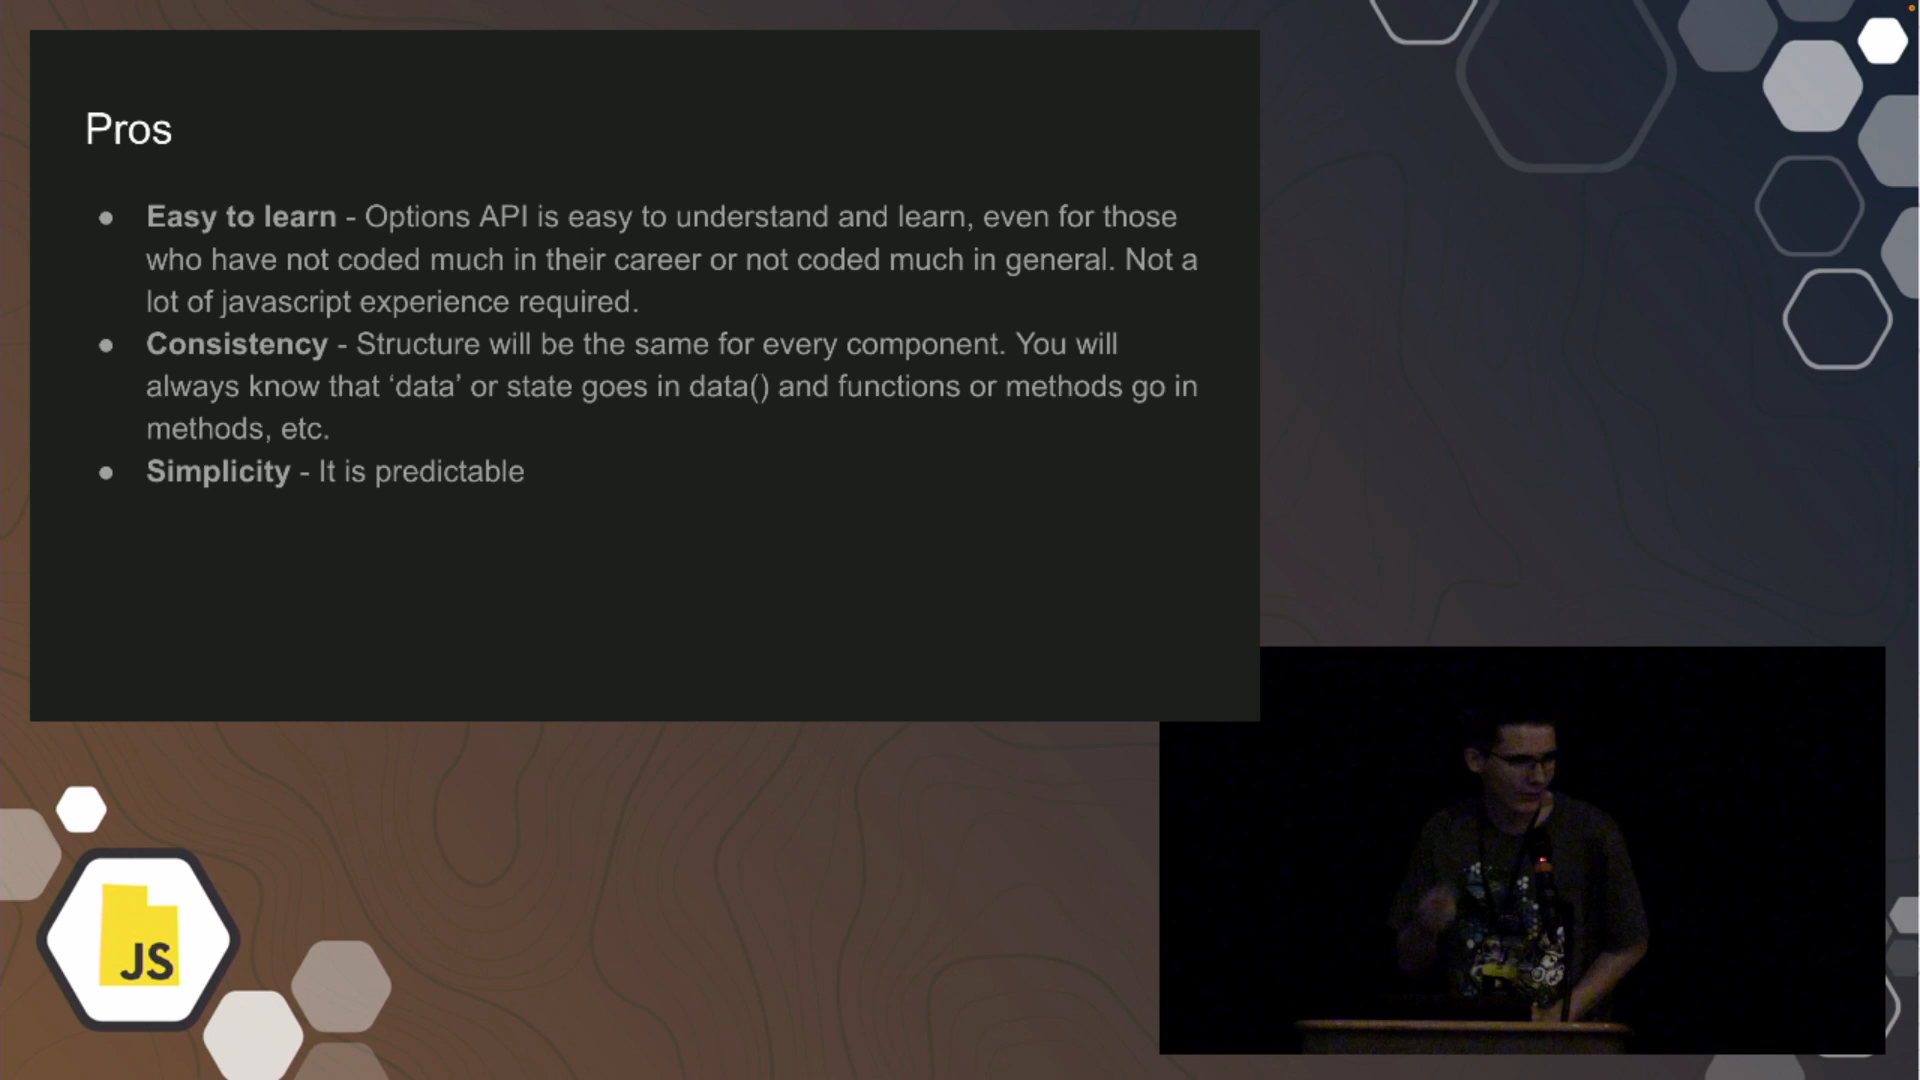 Pros
● Easy to learn - Options API is easy to understand and learn, even for those
who have not coded much in their career or not coded much in general. Not a
lot of javascript experience required.
● Consistency - Structure will be the same for every component. You will
always know that ‘data’ or state goes in data() and functions or methods go in
methods, etc.
● Simplicity - It is predictable
JS